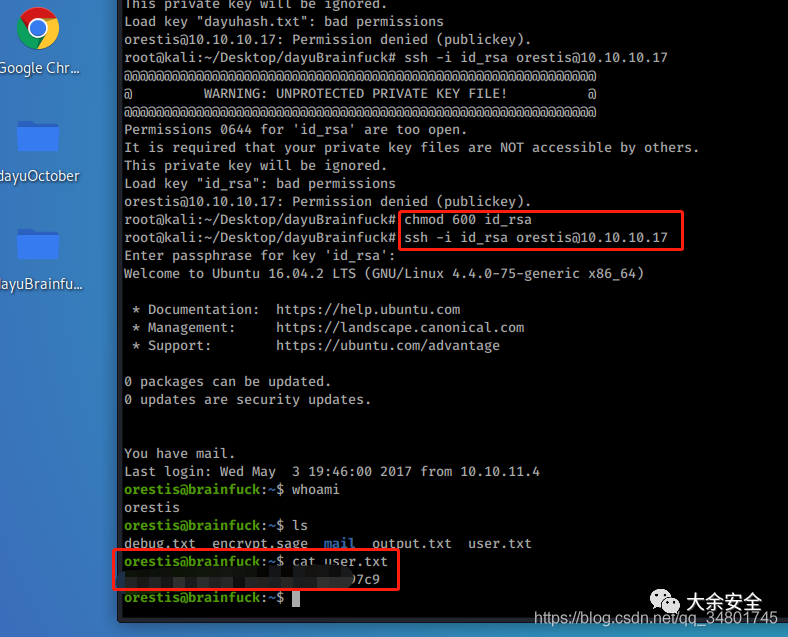 This private key will be ignored.
Load key "dayuhash.txt": bad permissions
orestis@10.10.10.17: Permission denied (publickey).
root@kali:~/Desktop/dayuBrainfuck# ssh -i id_rsa orestis@10.10.10.17
@@@@@@@@@@@@@@@@@@@@@@@@@@@@@@@@@@@@@@@@@@@@@@@@@@@@@@@@@@@
@         WARNING: UNPROTECTED PRIVATE KEY FILE!          @
@@@@@@@@@@@@@@@@@@@@@@@@@@@@@@@@@@@@@@@@@@@@@@@@@@@@@@@@@@@
Permissions 0644 for 'id_rsa' are too open.
It is required that your private key files are NOT accessible by others.
This private key will be ignored.
Load key "id_rsa": bad permissions
orestis@10.10.10.17: Permission denied (publickey).
root@kali:~/Desktop/dayuBrainfuck# chmod 600 id_rsa
root@kali:~/Desktop/dayuBrainfuck# ssh -i id_rsa orestis@10.10.10.17
Enter passphrase for key 'id_rsa':
Welcome to Ubuntu 16.04.2 LTS (GNU/Linux 4.4.0-75-generic x86_64)
* Documentation:  https://help.ubuntu.com
* Management:     https://landscape.canonical.com
* Support:        https://ubuntu.com/advantage
0 packages can be updated.
0 updates are security updates.
You have mail.
Last login: Wed May  3 19:46:00 2017 from 10.10.11.4
orestis@brainfuck:~$ whoami
orestis
orestis@brainfuck:~$ ls
debug.txt  encrypt.sage  mail  output.txt  user.txt
orestis@brainfuck:~$ cat user.txt
97c9
orestis@brainfuck:~$
Google Chr...
dayuOctober
dayuBrainfu...
大余安全
https://blog.csdn.net/qq_34801745